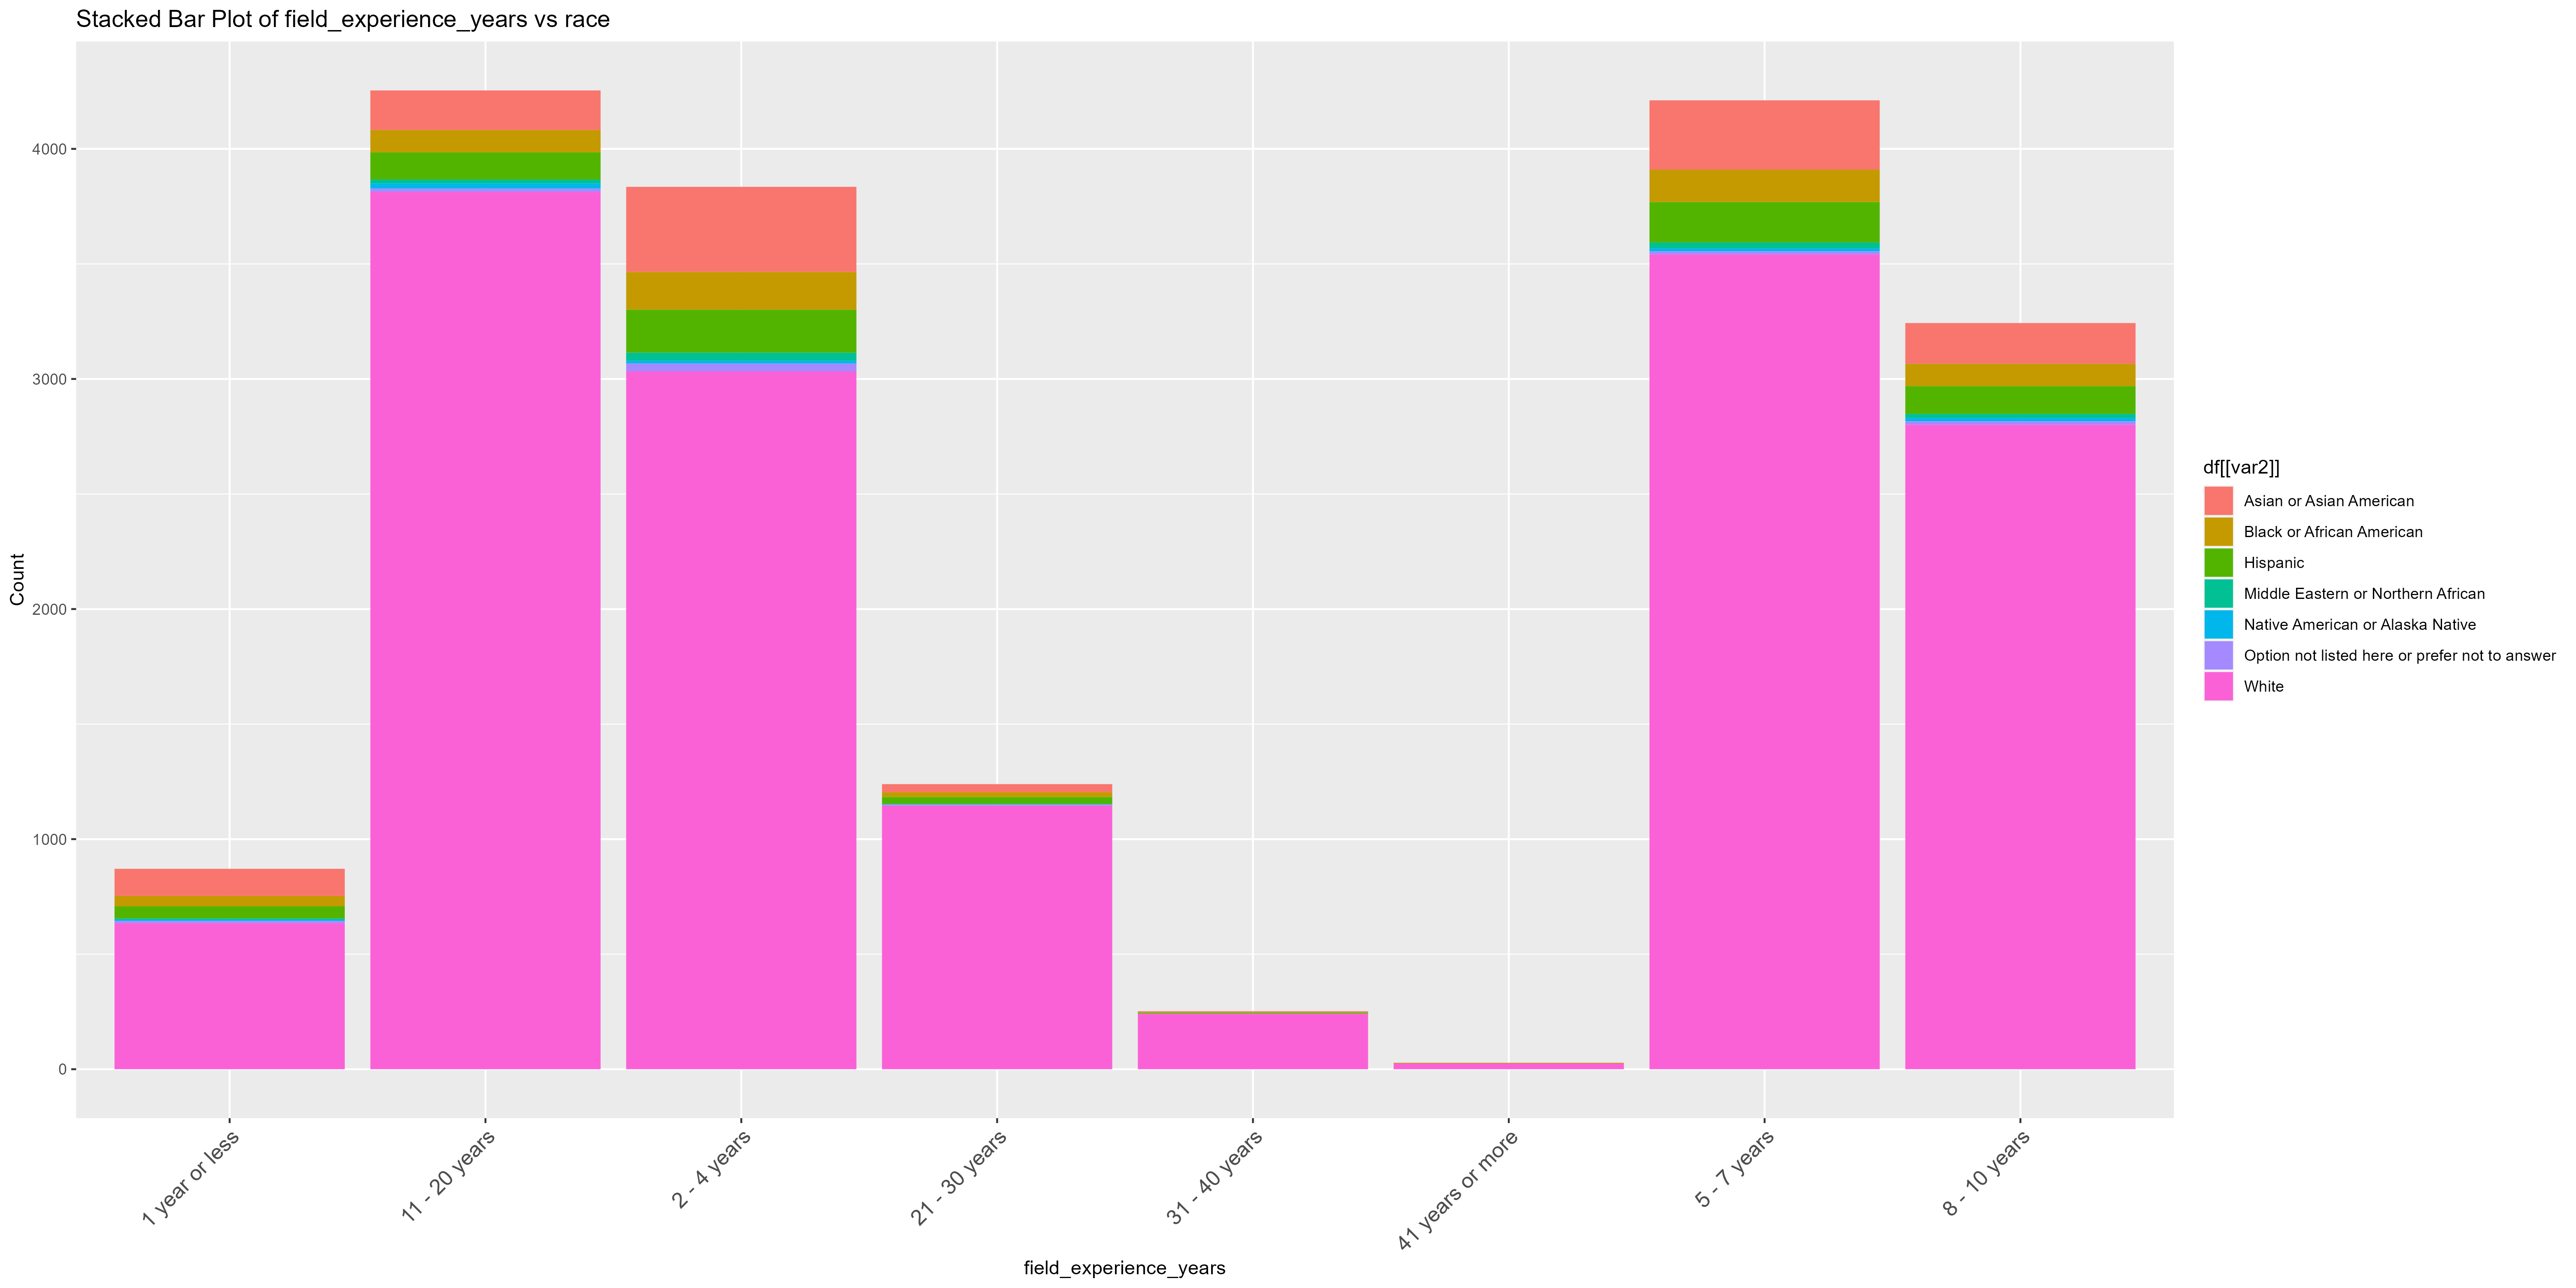 Stacked Bar Plot of field_experience_years vs race
Count
4000
3000
2000
1000
0
1 year or less
11 - 20 years
2 - 4 years
21 - 30 years
31 - 40 years
41 years or more
5 - 7 years
8 - 10 years
field_experience_years
df[[var2]]
Asian or Asian American
Black or African American
Hispanic
Middle Eastern or Northern African
Native American or Alaska Native
Option not listed here or prefer not to answer
White